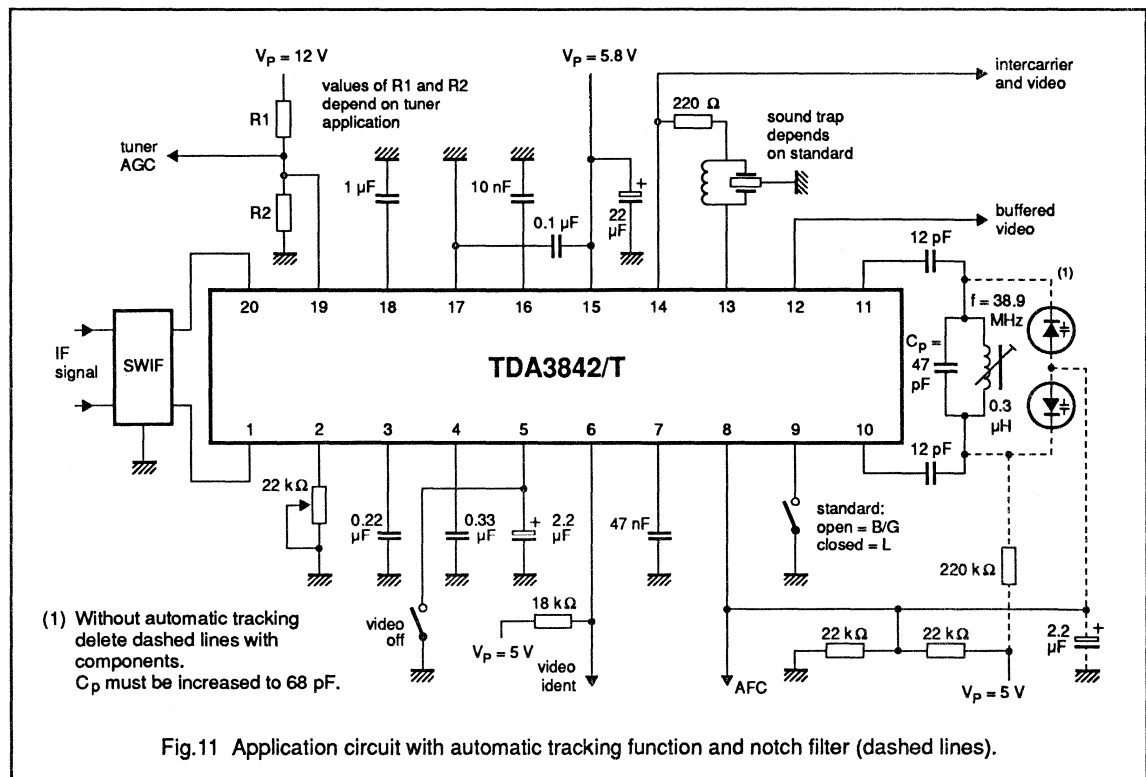 V_P = 12 V
values of R1 and R2
depend on tuner
application
R1
tuner
AGC
R2
V_P = 5.8 V
intercarrier
and video
220 Ω
sound trap
depends
on standard
1 µF
10 nF
0.1 µF
22
µF
+
buffered
video
12 pF
(1)
20
19
18
17
16
15
14
13
12
11
f = 38.9
MHz
IF
signal
SWIF
TDA3842/T
C_p =
47
pF
0.3
µH
1
2
3
4
5
6
7
8
9
10
12 pF
22 kΩ
0.22
µF
0.33
µF
+
2.2
µF
47 nF
standard:
open = B/G
closed = L
220 kΩ
video
off
18 kΩ
V_P = 5 V
video
ident
AFC
22 kΩ
22 kΩ
V_P = 5 V
2.2
µF
+
(1) Without automatic tracking
delete dashed lines with
components.
C_p must be increased to 68 pF.
Fig.11 Application circuit with automatic tracking function and notch filter (dashed lines).